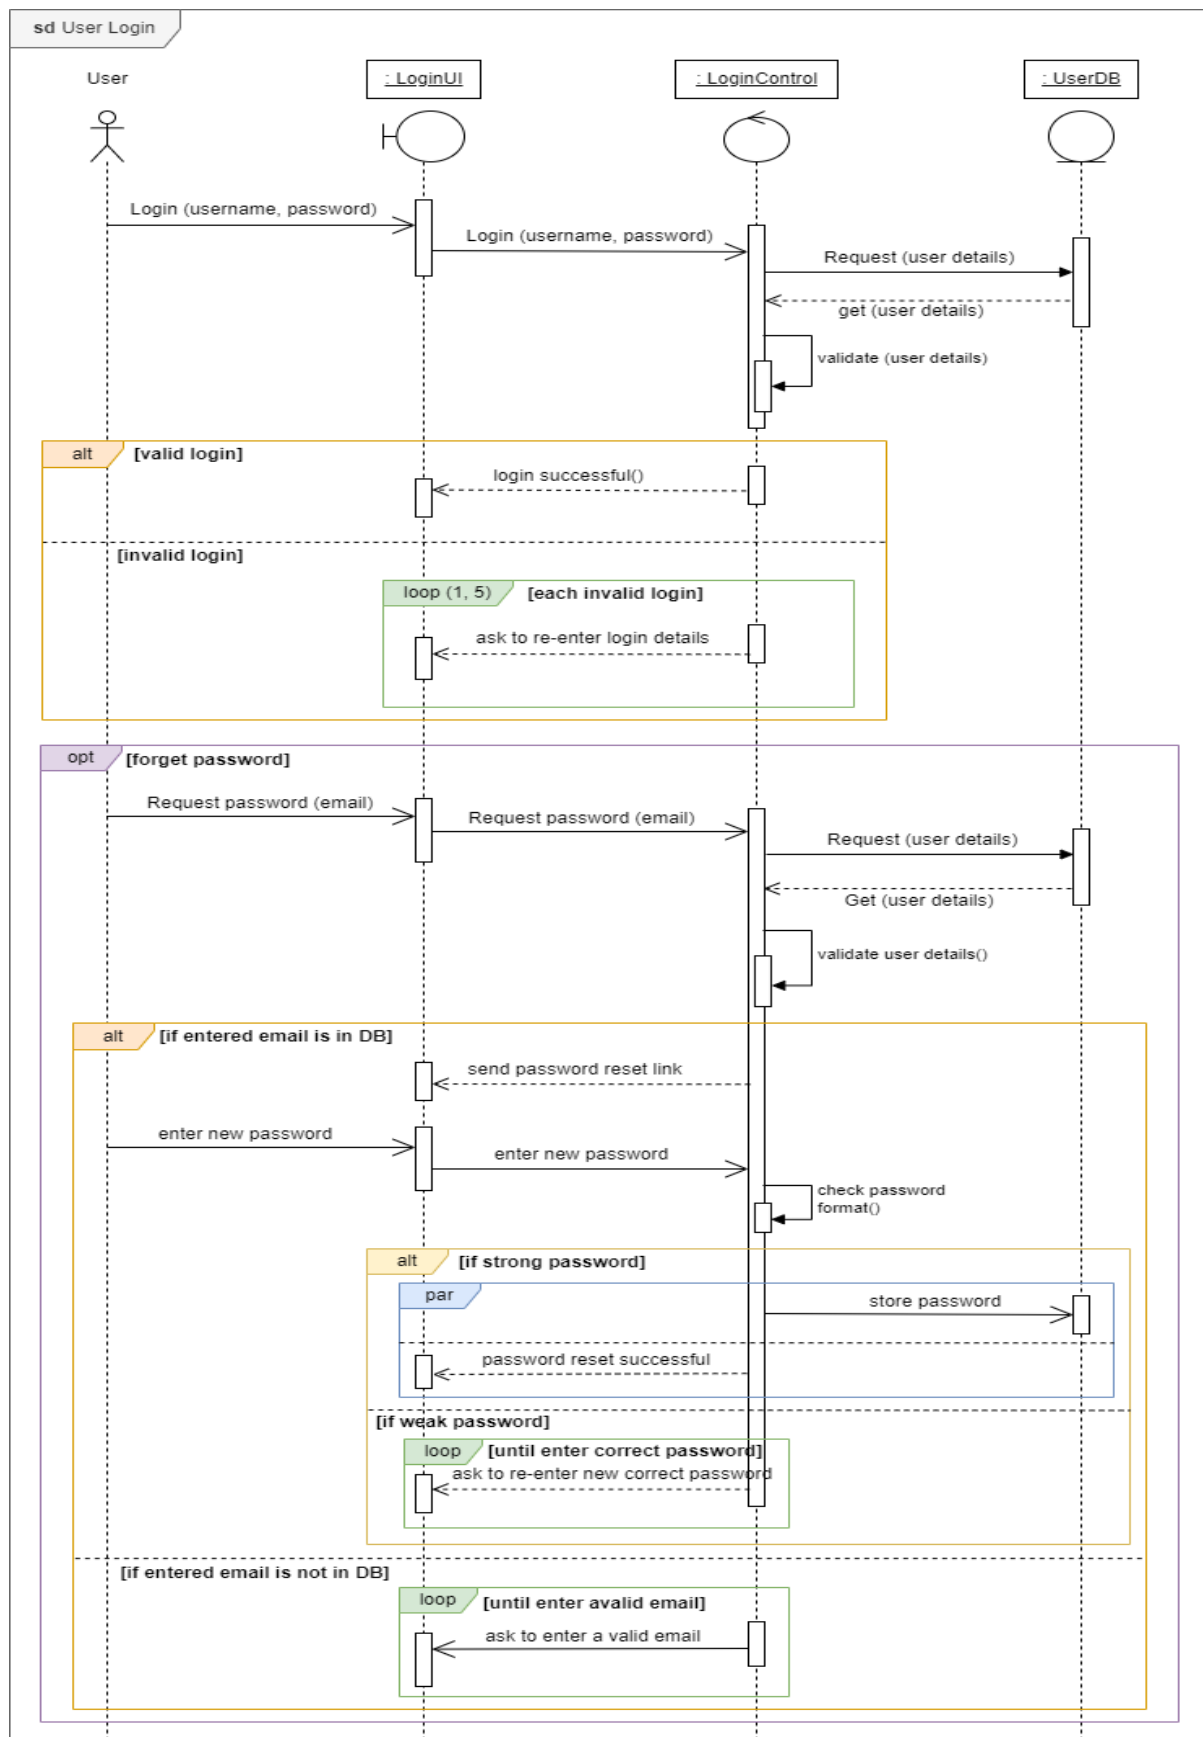 sd User Login
User
: LoginUI
: LoginControl
: UserDB
Login (username, password)
Login (username, password)
Request (user details)
get (user details)
validate (user details)
alt
[valid login]
login successful()
[invalid login]
loop (1, 5)
[each invalid login]
ask to re-enter login details
opt
[forget password]
Request password (email)
Request password (email)
Request (user details)
Get (user details)
validate user details()
alt
[if entered email is in DB]
send password reset link
enter new password
enter new password
check password
format()
alt
[if strong password]
par
store password
password reset successful
[if weak password]
loop
[until enter correct password]
ask to re-enter new correct password
[if entered email is not in DB]
loop
[until enter avalid email]
ask to enter a valid email